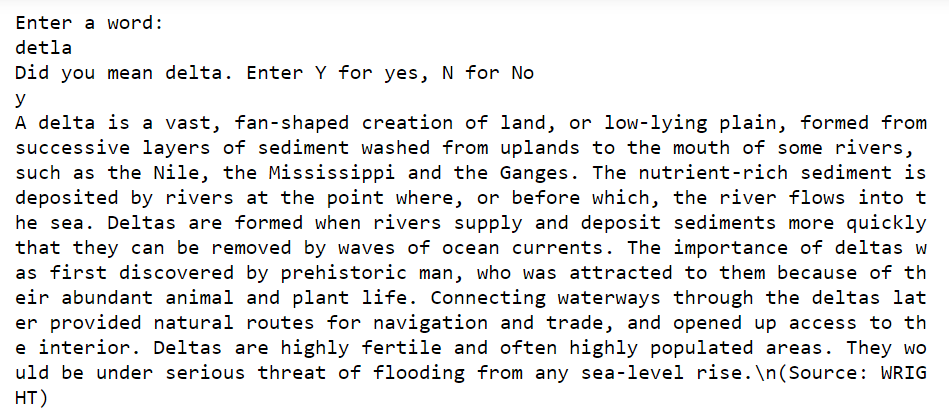 Enter a word:
detla
Did you mean delta. Enter Y for yes, N for No
y
A delta is a vast, fan-shaped creation of land, or low-lying plain, formed from
successive layers of sediment washed from uplands to the mouth of some rivers,
such as the Nile, the Mississippi and the Ganges. The nutrient-rich sediment is
deposited by rivers at the point where, or before which, the river flows into t
he sea. Deltas are formed when rivers supply and deposit sediments more quickly
that they can be removed by waves of ocean currents. The importance of deltas w
as first discovered by prehistoric man, who was attracted to them because of th
eir abundant animal and plant life. Connecting waterways through the deltas lat
er provided natural routes for navigation and trade, and opened up access to th
e interior. Deltas are highly fertile and often highly populated areas. They wo
uld be under serious threat of flooding from any sea-level rise.\n(Source: WRIG
HT)